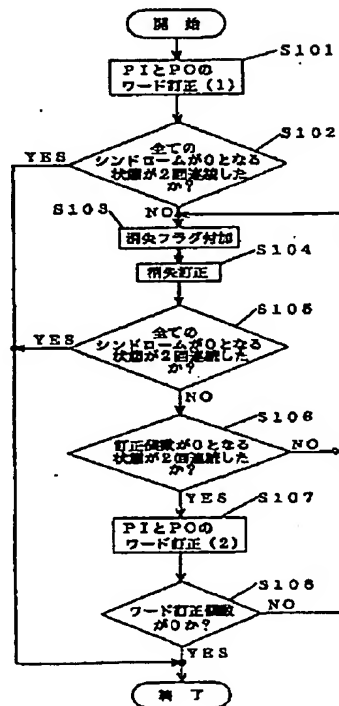 開始
S101
PIとPOの
ワード訂正(1)
S102
全ての
シンドロームが0となる
状態が2回連続した
か?
YES
NO
S103
消失フラグ付加
S104
消失訂正
S105
全ての
シンドロームが0となる
状態が2回連続した
か?
YES
NO
S106
訂正個数が0となる
状態が2回連続した
か?
NO
YES
S107
PIとPOの
ワード訂正(2)
S108
ワード訂正個数
が0か?
NO
YES
終了